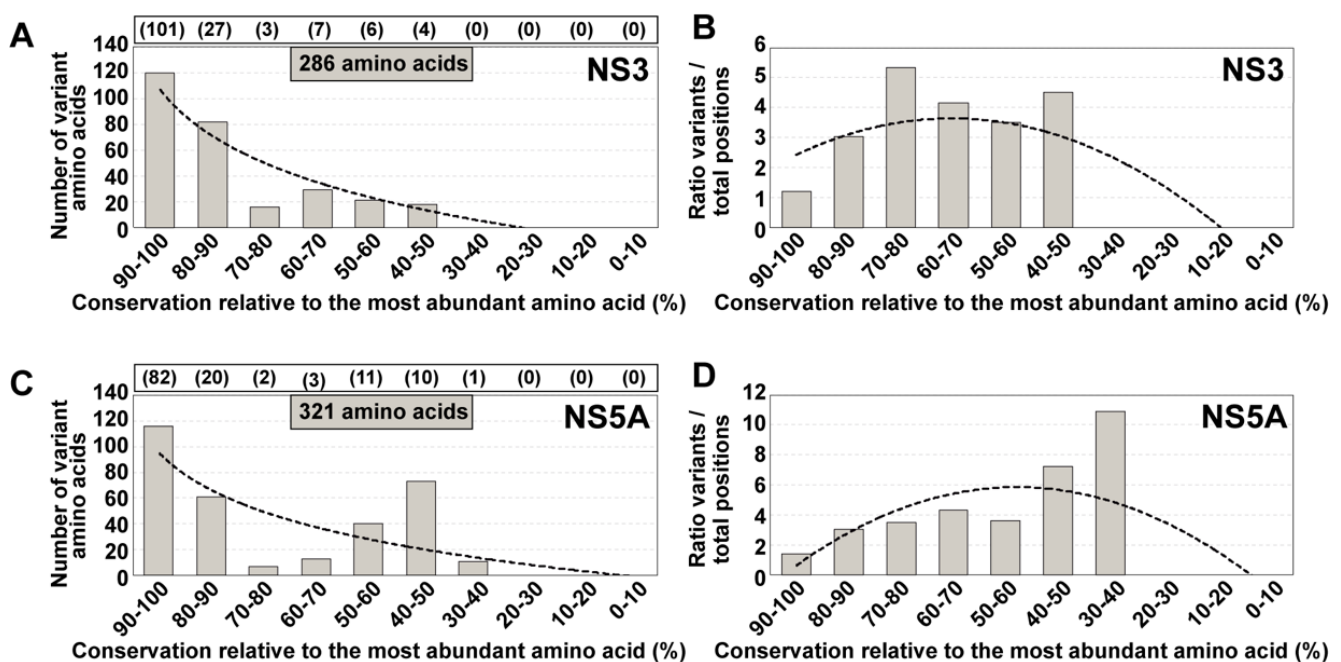 A
(101) (27) (3) (7) (6) (4) (0) (0) (0) (0)
286 amino acids
NS3
Number of variant
amino acids
140
120
100
80
60
40
20
0
90-100 80-90 70-80 60-70 50-60 40-50 30-40 20-30 10-20 0-10
Conservation relative to the most abundant amino acid (%)
B
NS3
Ratio variants /
total positions
6
5
4
3
2
1
0
90-100 80-90 70-80 60-70 50-60 40-50 30-40 20-30 10-20 0-10
Conservation relative to the most abundant amino acid (%)
C
(82) (20) (2) (3) (11) (10) (1) (0) (0) (0)
321 amino acids
NS5A
Number of variant
amino acids
140
120
100
80
60
40
20
0
90-100 80-90 70-80 60-70 50-60 40-50 30-40 20-30 10-20 0-10
Conservation relative to the most abundant amino acid (%)
D
NS5A
Ratio variants /
total positions
12
10
8
6
4
2
0
90-100 80-90 70-80 60-70 50-60 40-50 30-40 20-30 10-20 0-10
Conservation relative to the most abundant amino acid (%)